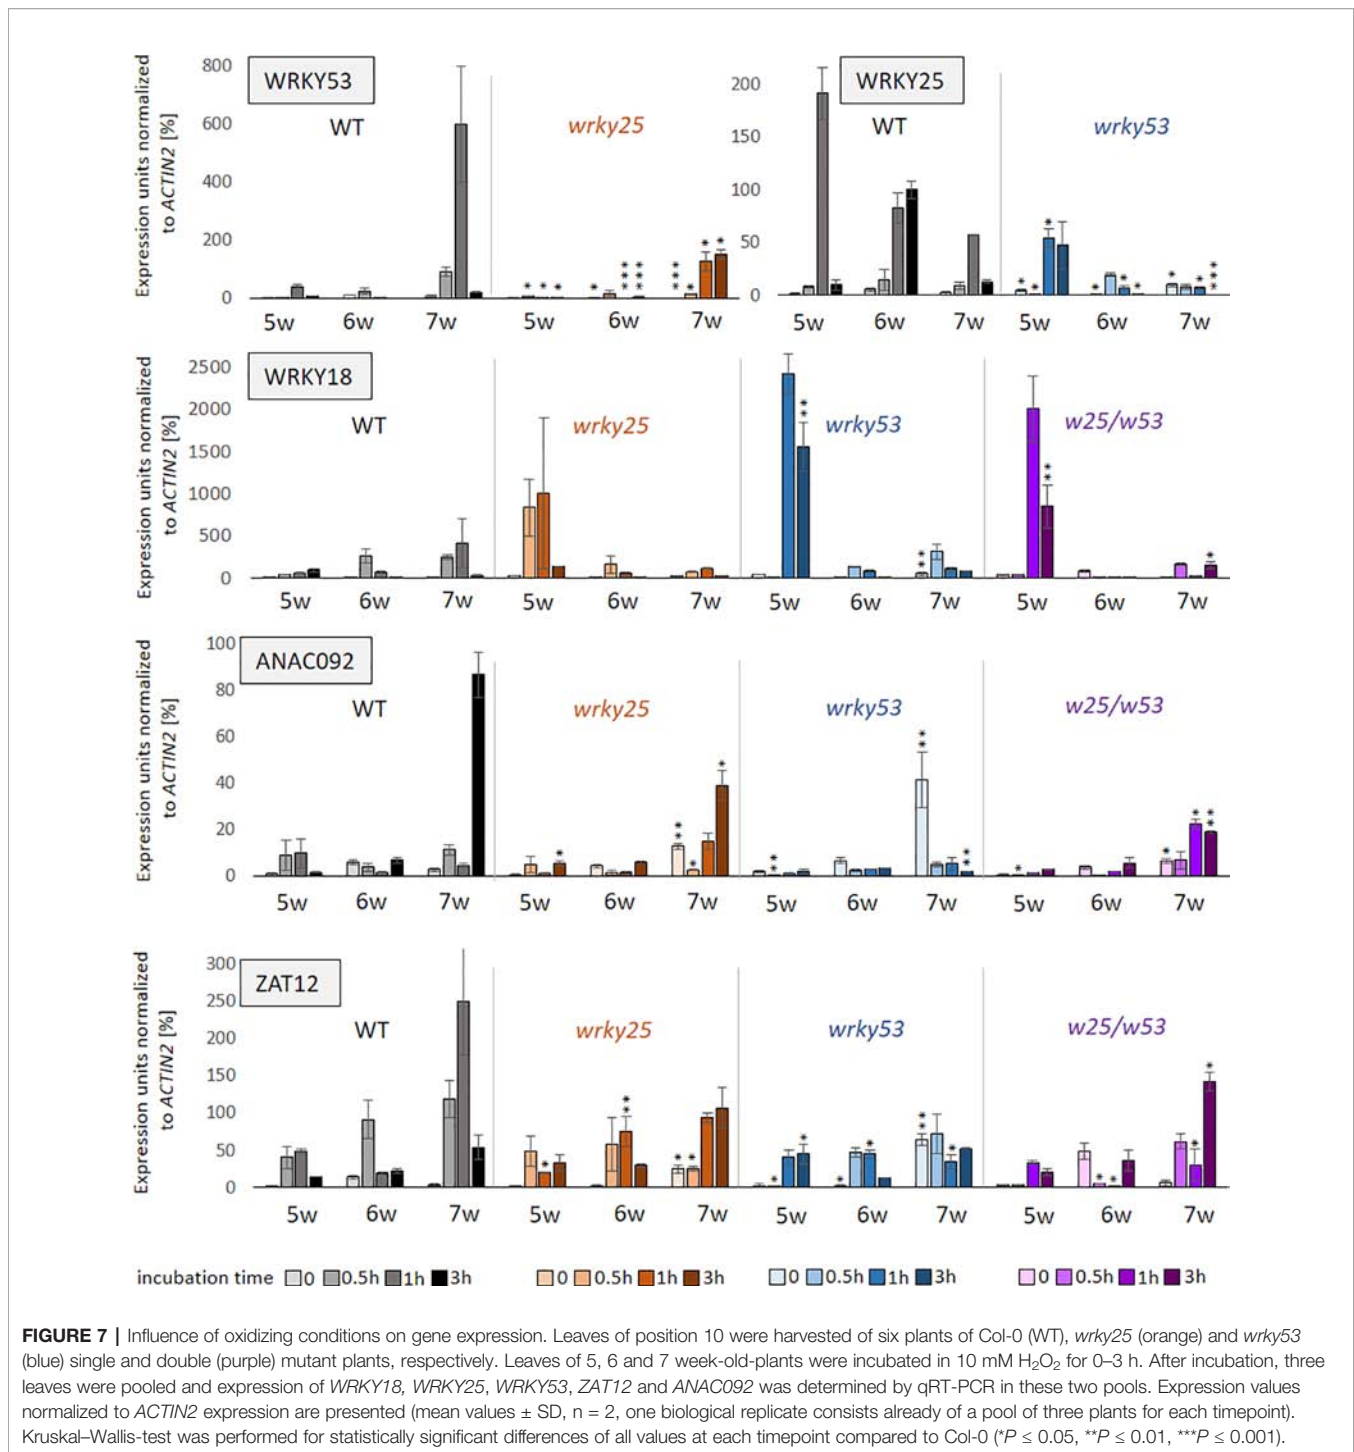 WRKY53
WT
wrky25
Expression units normalized
to ACTIN2 [%]
800
600
400
200
0
* * * * *** *** *** * * *
5w 6w 7w 5w 6w 7w
WRKY25
WT
wrky53
200
150
100
50
0
* * * * * * * * ***
5w 6w 7w 5w 6w 7w
WRKY18
WT
wrky25
wrky53
w25/w53
Expression units normalized
to ACTIN2 [%]
2500
2000
1500
1000
500
0
** ** ** *
5w 6w 7w 5w 6w 7w 5w 6w 7w 5w 6w 7w
ANAC092
WT
wrky25
wrky53
w25/w53
Expression units normalized
to ACTIN2 [%]
100
80
60
40
20
0
* ** * * ** ** ** * * * **
5w 6w 7w 5w 6w 7w 5w 6w 7w 5w 6w 7w
ZAT12
WT
wrky25
wrky53
w25/w53
Expression units normalized
to ACTIN2 [%]
300
250
200
150
100
50
0
* ** * * * * * * ** * * * * *
5w 6w 7w 5w 6w 7w 5w 6w 7w 5w 6w 7w
incubation time 0 0.5h 1h 3h 0 0.5h 1h 3h 0 0.5h 1h 3h 0 0.5h 1h 3h
FIGURE 7 | Influence of oxidizing conditions on gene expression. Leaves of position 10 were harvested of six plants of Col-0 (WT), wrky25 (orange) and wrky53
(blue) single and double (purple) mutant plants, respectively. Leaves of 5, 6 and 7 week-old-plants were incubated in 10 mM H₂O₂ for 0–3 h. After incubation, three
leaves were pooled and expression of WRKY18, WRKY25, WRKY53, ZAT12 and ANAC092 was determined by qRT-PCR in these two pools. Expression values
normalized to ACTIN2 expression are presented (mean values ± SD, n = 2, one biological replicate consists already of a pool of three plants for each timepoint).
Kruskal–Wallis-test was performed for statistically significant differences of all values at each timepoint compared to Col-0 (*P ≤ 0.05, **P ≤ 0.01, ***P ≤ 0.001).